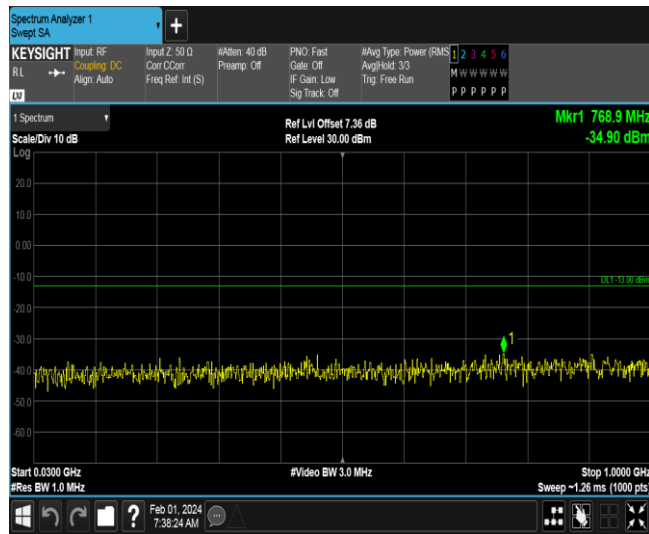 Spectrum Analyzer 1
Swept SA
KEYSIGHT
RL
LXI
Input: RF
Coupling: DC
Align: Auto
Input Z: 50 Ω
Corr CCorr
Freq Ref: Int (S)
#Atten: 40 dB
Preamp: Off
PNO: Fast
Gate: Off
IF Gain: Low
Sig Track: Off
#Avg Type: Power (RMS
Avg|Hold: 3/3
Trig: Free Run
1 2 3 4 5 6
M W W W W W
P P P P P P
1 Spectrum
Scale/Div 10 dB
Log
Ref Lvl Offset 7.36 dB
Ref Level 30.00 dBm
Mkr1 768.9 MHz
-34.90 dBm
20.0
10.0
0.00
-10.0
DL1 -13.00 dBm
-20.0
-30.0
1
-40.0
-50.0
-60.0
Start 0.0300 GHz
#Video BW 3.0 MHz
Stop 1.0000 GHz
#Res BW 1.0 MHz
Sweep ~1.26 ms (1000 pts)
?
Feb 01, 2024
7:38:24 AM